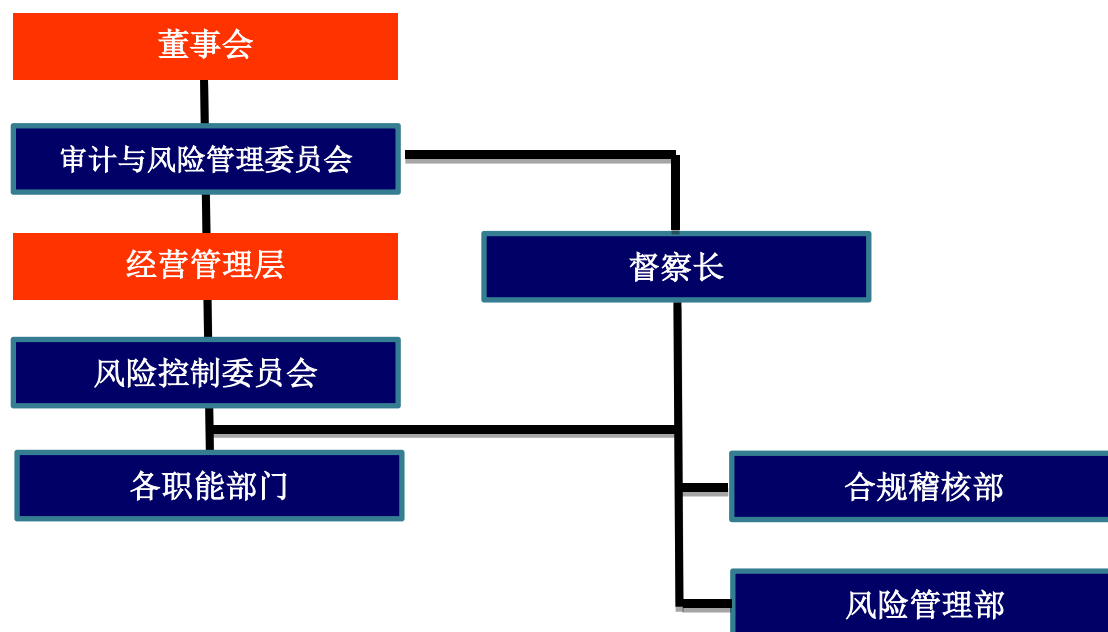 董事会
审计与风险管理委员会
经营管理层
督察长
风险控制委员会
各职能部门
合规稽核部
风险管理部